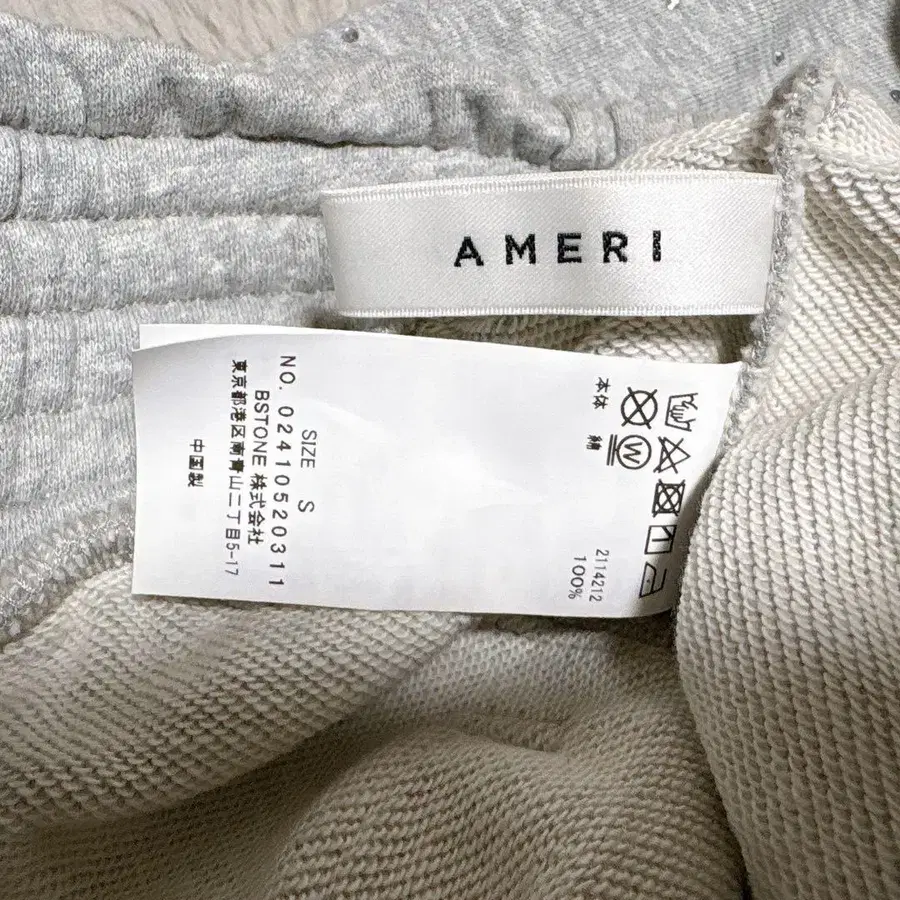 AMERI
SIZE S
NO. 02410520311
BSTONE 株式会社
東京都港区南青山二丁目5-17
中国製
本体 綿 100%
2114212
W